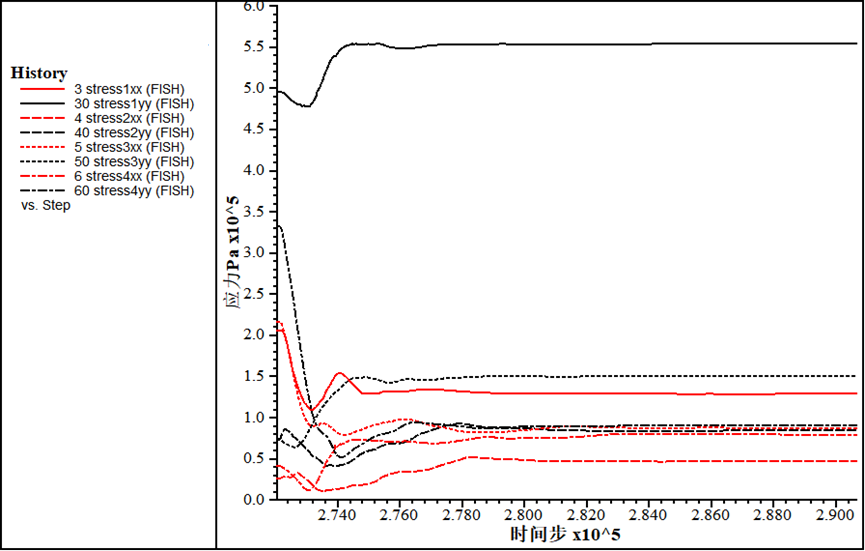 History
3 stress1xx (FISH)
30 stress1yy (FISH)
4 stress2xx (FISH)
40 stress2yy (FISH)
5 stress3xx (FISH)
50 stress3yy (FISH)
6 stress4xx (FISH)
60 stress4yy (FISH)
vs. Step
应力Pa x10^5
6.0
5.5
5.0
4.5
4.0
3.5
3.0
2.5
2.0
1.5
1.0
0.5
0.0
2.740 2.760 2.780 2.800 2.820 2.840 2.860 2.880 2.900
时间步 x10^5